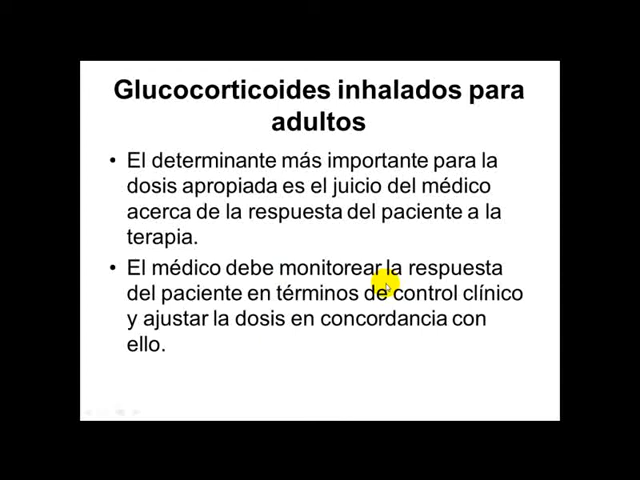 Glucocorticoides inhalados para
adultos
• El determinante más importante para la
dosis apropiada es el juicio del médico
acerca de la respuesta del paciente a la
terapia.
• El médico debe monitorear la respuesta
del paciente en términos de control clínico
y ajustar la dosis en concordancia con
ello.